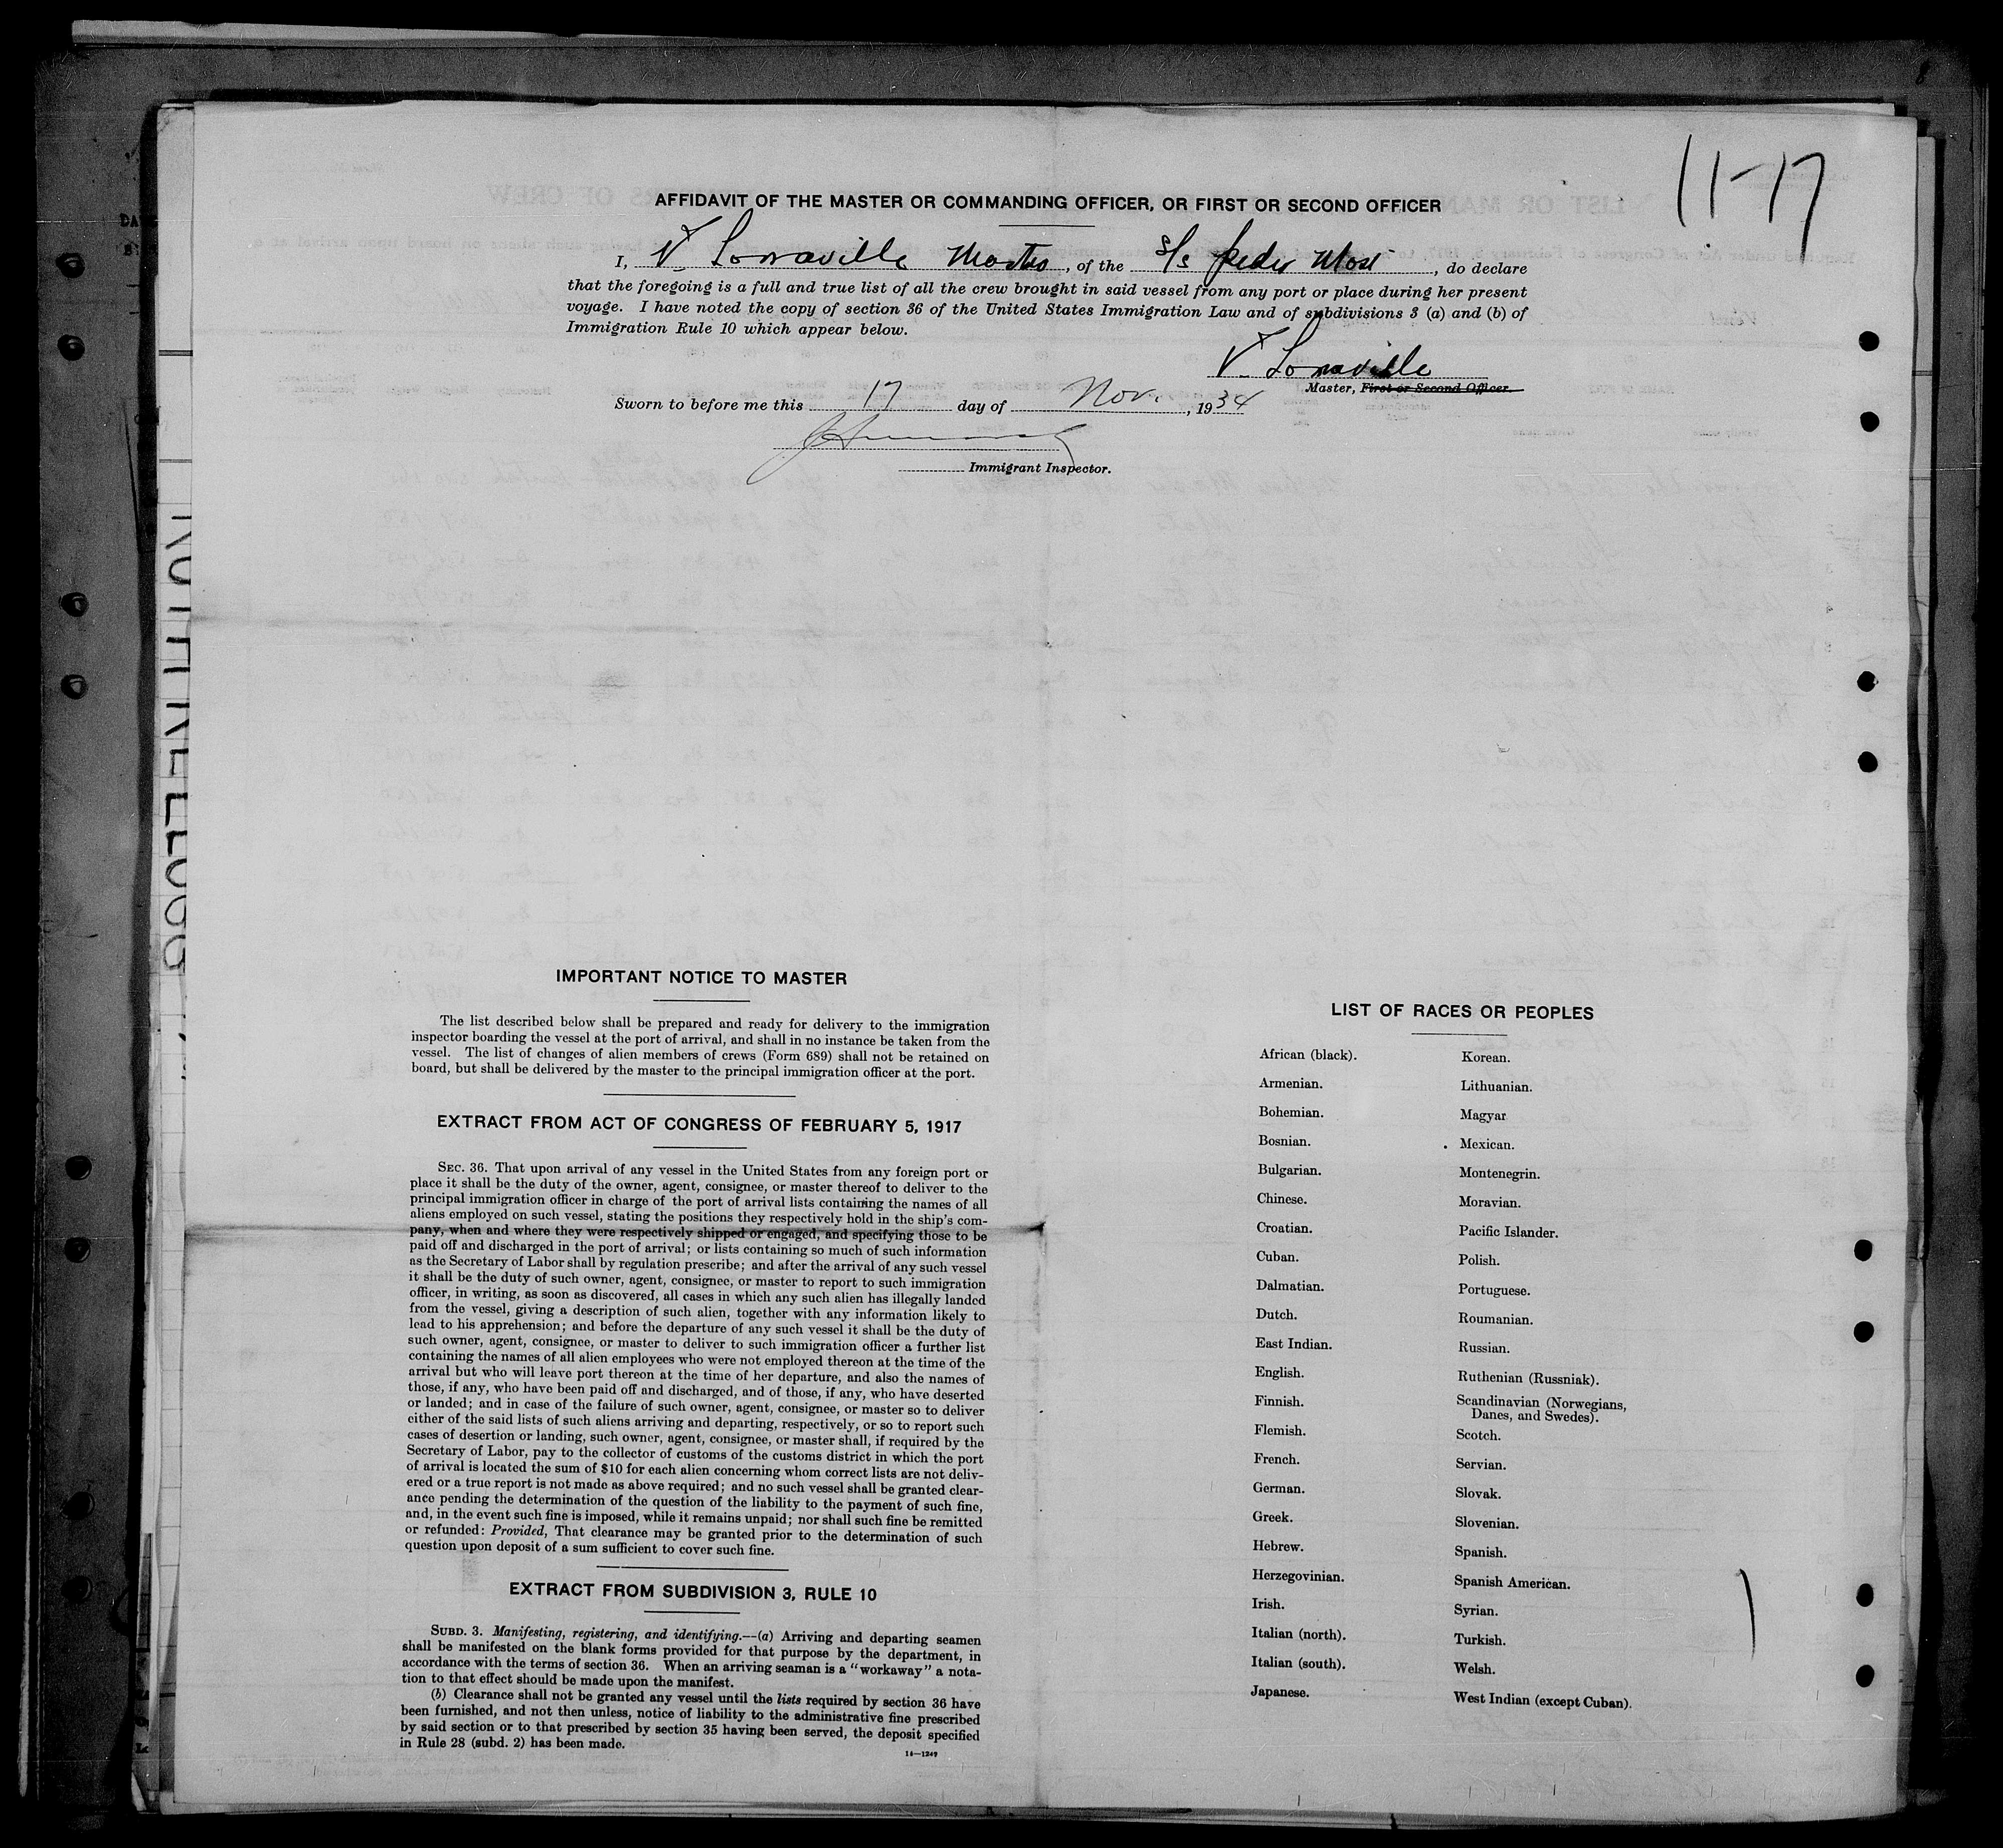 11-17
AFFIDAVIT OF THE MASTER OR COMMANDING OFFICER, OR FIRST OR SECOND OFFICER
I, V. Lomaville Master, of the S/s Peder Most, do declare
that the foregoing is a full and true list of all the crew brought in said vessel from any port or place during her present
voyage. I have noted the copy of section 36 of the United States Immigration Law and of subdivisions 3 (a) and (b) of
Immigration Rule 10 which appear below.
V. Lomaville
Master, First or Second Officer.
Sworn to before me this 17 day of Nov., 1934
Immigrant Inspector.
IMPORTANT NOTICE TO MASTER
The list described below shall be prepared and ready for delivery to the immigration
inspector boarding the vessel at the port of arrival, and shall in no instance be taken from the
vessel. The list of changes of alien members of crews (Form 689) shall not be retained on
board, but shall be delivered by the master to the principal immigration officer at the port.
EXTRACT FROM ACT OF CONGRESS OF FEBRUARY 5, 1917
SEC. 36. That upon arrival of any vessel in the United States from any foreign port or
place it shall be the duty of the owner, agent, consignee, or master thereof to deliver to the
principal immigration officer in charge of the port of arrival lists containing the names of all
aliens employed on such vessel, stating the positions they respectively hold in the ship's com-
pany, when and where they were respectively shipped or engaged, and specifying those to be
paid off and discharged in the port of arrival; or lists containing so much of such information
as the Secretary of Labor shall by regulation prescribe; and after the arrival of any such vessel
it shall be the duty of such owner, agent, consignee, or master to report to such immigration
officer, in writing, as soon as discovered, all cases in which any such alien has illegally landed
from the vessel, giving a description of such alien, together with any information likely to
lead to his apprehension; and before the departure of any such vessel it shall be the duty of
such owner, agent, consignee, or master to deliver to such immigration officer a further list
containing the names of all alien employees who were not employed thereon at the time of the
arrival but who will leave port thereon at the time of her departure, and also the names of
those, if any, who have been paid off and discharged, and of those, if any, who have deserted
or landed; and in case of the failure of such owner, agent, consignee, or master so to deliver
either of the said lists of such aliens arriving and departing, respectively, or so to report such
cases of desertion or landing, such owner, agent, consignee, or master shall, if required by the
Secretary of Labor, pay to the collector of customs of the customs district in which the port
of arrival is located the sum of $10 for each alien concerning whom correct lists are not deliv-
ered or a true report is not made as above required; and no such vessel shall be granted clear-
ance pending the determination of the question of the liability to the payment of such fine,
and, in the event such fine is imposed, while it remains unpaid; nor shall such fine be remitted
or refunded: Provided, That clearance may be granted prior to the determination of such
question upon deposit of a sum sufficient to cover such fine.
EXTRACT FROM SUBDIVISION 3, RULE 10
SUBD. 3. Manifesting, registering, and identifying.—(a) Arriving and departing seamen
shall be manifested on the blank forms provided for that purpose by the department, in
accordance with the terms of section 36. When an arriving seaman is a "workaway" a nota-
tion to that effect should be made upon the manifest.
(b) Clearance shall not be granted any vessel until the lists required by section 36 have
been furnished, and not then unless, notice of liability to the administrative fine prescribed
by said section or to that prescribed by section 35 having been served, the deposit specified
in Rule 28 (subd. 2) has been made.
14—1249
LIST OF RACES OR PEOPLES
African (black).
Armenian.
Bohemian.
Bosnian.
Bulgarian.
Chinese.
Croatian.
Cuban.
Dalmatian.
Dutch.
East Indian.
English.
Finnish.
Flemish.
French.
German.
Greek.
Hebrew.
Herzegovinian.
Irish.
Italian (north).
Italian (south).
Japanese.
Korean.
Lithuanian.
Magyar
Mexican.
Montenegrin.
Moravian.
Pacific Islander.
Polish.
Portuguese.
Roumanian.
Russian.
Ruthenian (Russniak).
Scandinavian (Norwegians,
Danes, and Swedes).
Scotch.
Servian.
Slovak.
Slovenian.
Spanish.
Spanish American.
Syrian.
Turkish.
Welsh.
West Indian (except Cuban).